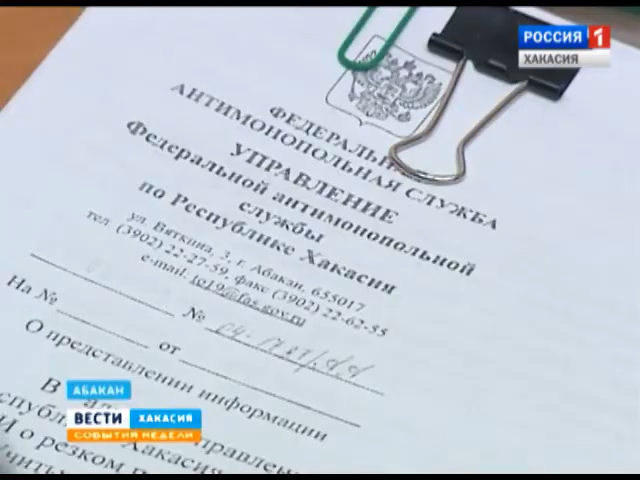 РОССИЯ 1
ХАКАСИЯ
ФЕДЕРАЛЬНАЯ
АНТИМОНОПОЛЬНАЯ СЛУЖБА
УПРАВЛЕНИЕ
Федеральной антимонопольной
службы
по Республике Хакасия
ул. Вяткина, 3, г. Абакан, 655017
тел. (3902) 22-27-59, факс (3902) 22-62-55
e-mail: to19@fas.gov.ru
№
На № от
О представлении информации
В
о резком
АБАКАН
ВЕСТИ ХАКАСИЯ
СОБЫТИЯ НЕДЕЛИ